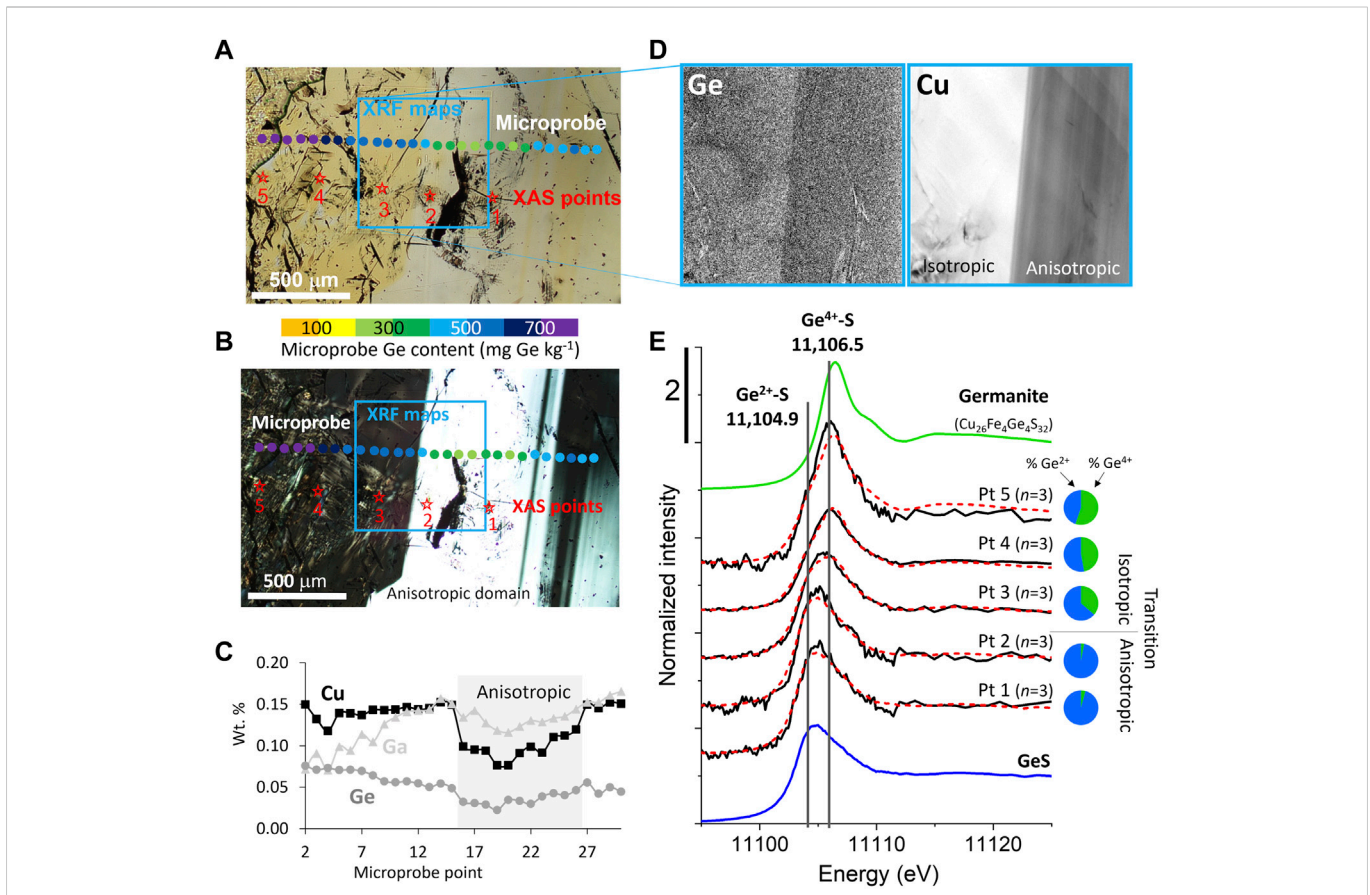 A
XRF maps
Microprobe
5
4
3
2
1
XAS points
500 μm
100 300 500 700
Microprobe Ge content (mg Ge kg⁻¹)
B
Microprobe
XRF maps
5
4
3
2
1
XAS points
500 μm
Anisotropic domain
C
0.20
0.15
0.10
0.05
0.00
Wt. %
Cu
Ga
Ge
Anisotropic
2 7 12 17 22 27
Microprobe point
D
Ge
Cu
Isotropic
Anisotropic
E
2
Ge⁴⁺-S
11,106.5
Ge²⁺-S
11,104.9
Germanite
(Cu₂₆Fe₄Ge₄S₃₂)
% Ge²⁺ % Ge⁴⁺
Pt 5 (n=3)
Pt 4 (n=3)
Pt 3 (n=3)
Pt 2 (n=3)
Pt 1 (n=3)
GeS
Isotropic
Anisotropic
Transition
Normalized intensity
11100 11110 11120
Energy (eV)